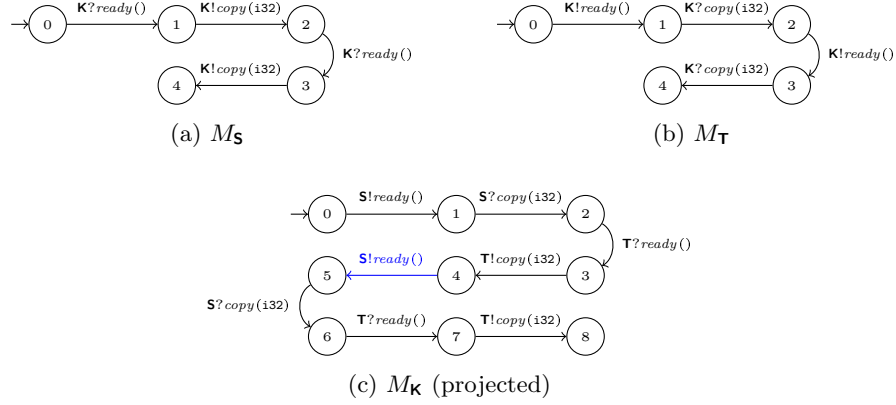 K?ready() K!copy(i32)
0 1 2
K?ready()
K!copy(i32)
4 3
(a) M_S
K!ready() K?copy(i32)
0 1 2
K!ready()
K?copy(i32)
4 3
(b) M_T
S!ready() S?copy(i32)
0 1 2
T?ready()
S!ready() T!copy(i32)
5 4 3
S?copy(i32)
T?ready() T!copy(i32)
6 7 8
(c) M_K (projected)